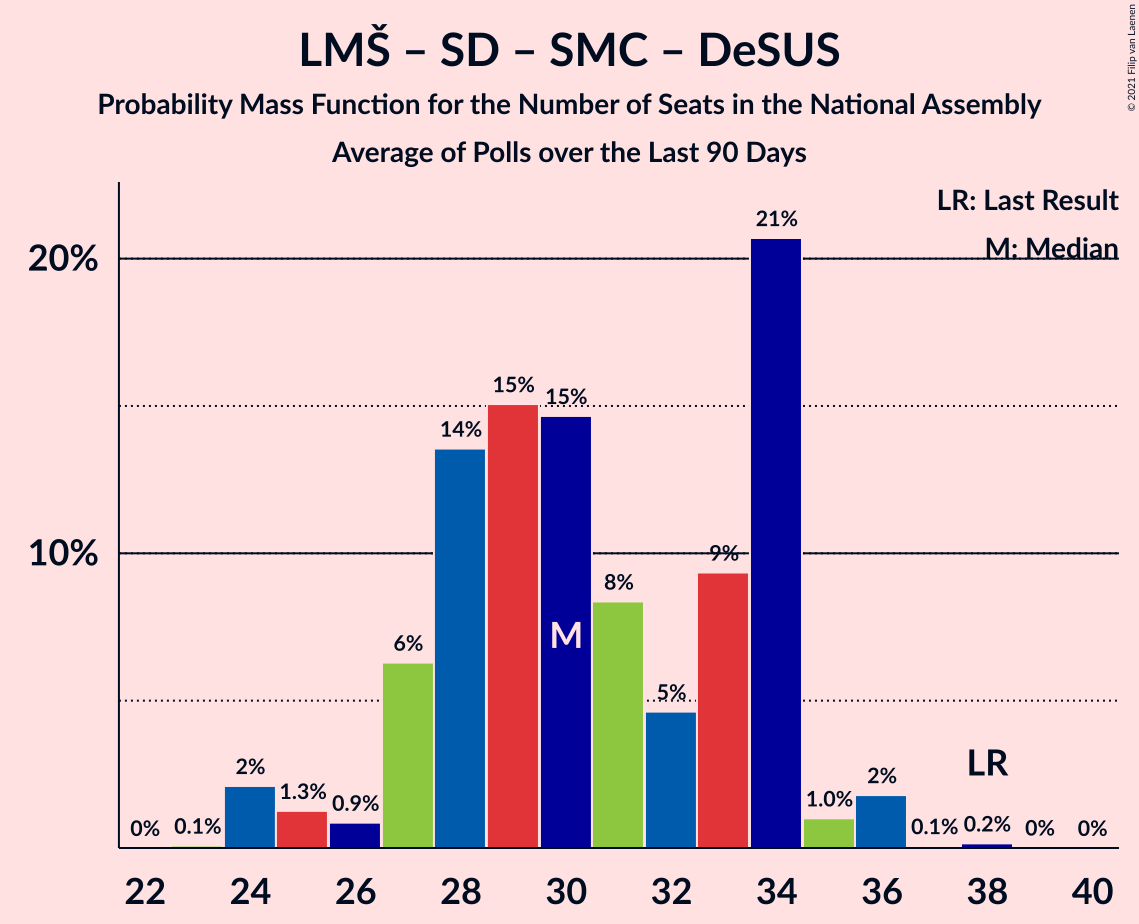 LMŠ – SD – SMC – DeSUS
Probability Mass Function for the Number of Seats in the National Assembly
Average of Polls over the Last 90 Days
© 2021 Filip van Laenen
LR: Last Result
M: Median
20%
10%
0%
0.1%
2%
1.3%
0.9%
6%
14%
15%
15%
8%
5%
9%
21%
1.0%
2%
0.1%
0.2%
0%
0%
M
LR
22 24 26 28 30 32 34 36 38 40